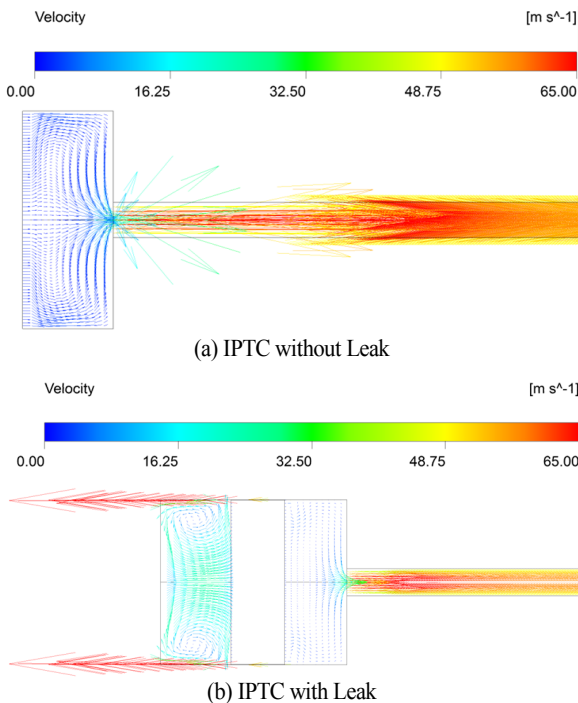 Velocity [m s^-1]
0.00 16.25 32.50 48.75 65.00
(a) IPTC without Leak
Velocity [m s^-1]
0.00 16.25 32.50 48.75 65.00
(b) IPTC with Leak